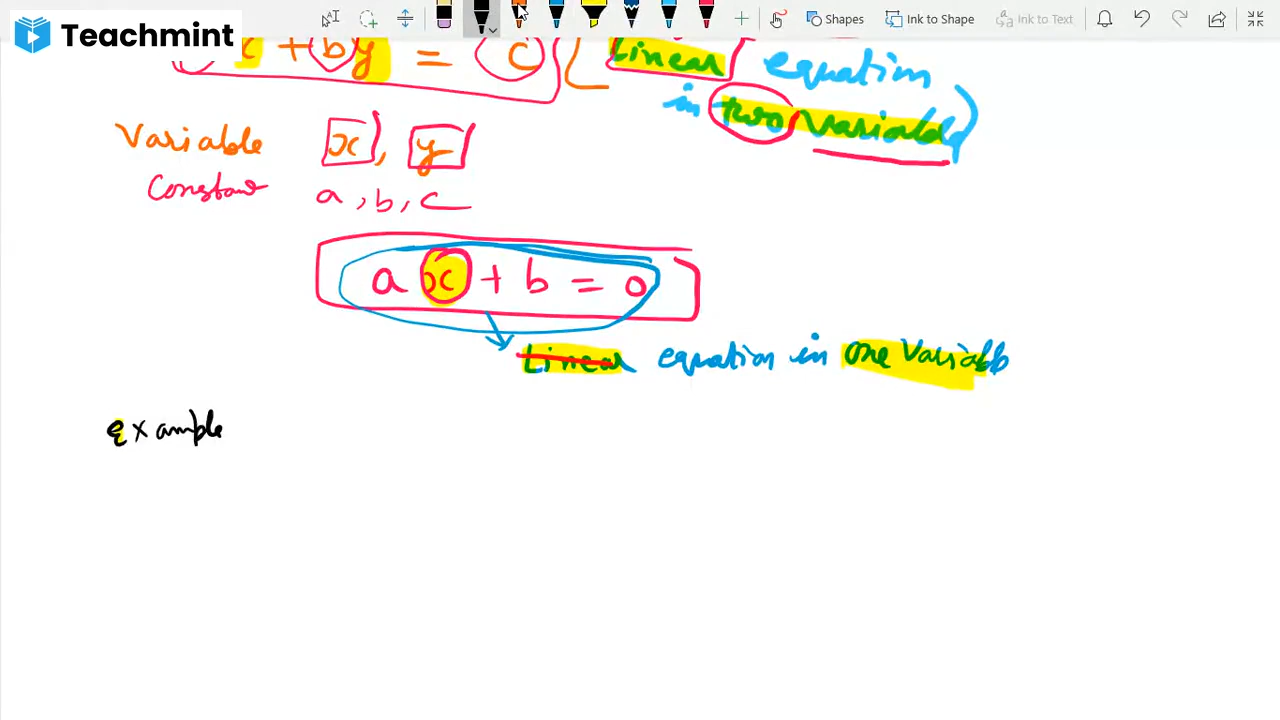 Teachmint
Shapes Ink to Shape Ink to Text
x + by = c ( Linear equation
in two variable)
Variable x, y
Constant a, b, c
ax + b = 0
Linear equation in one Variable
example